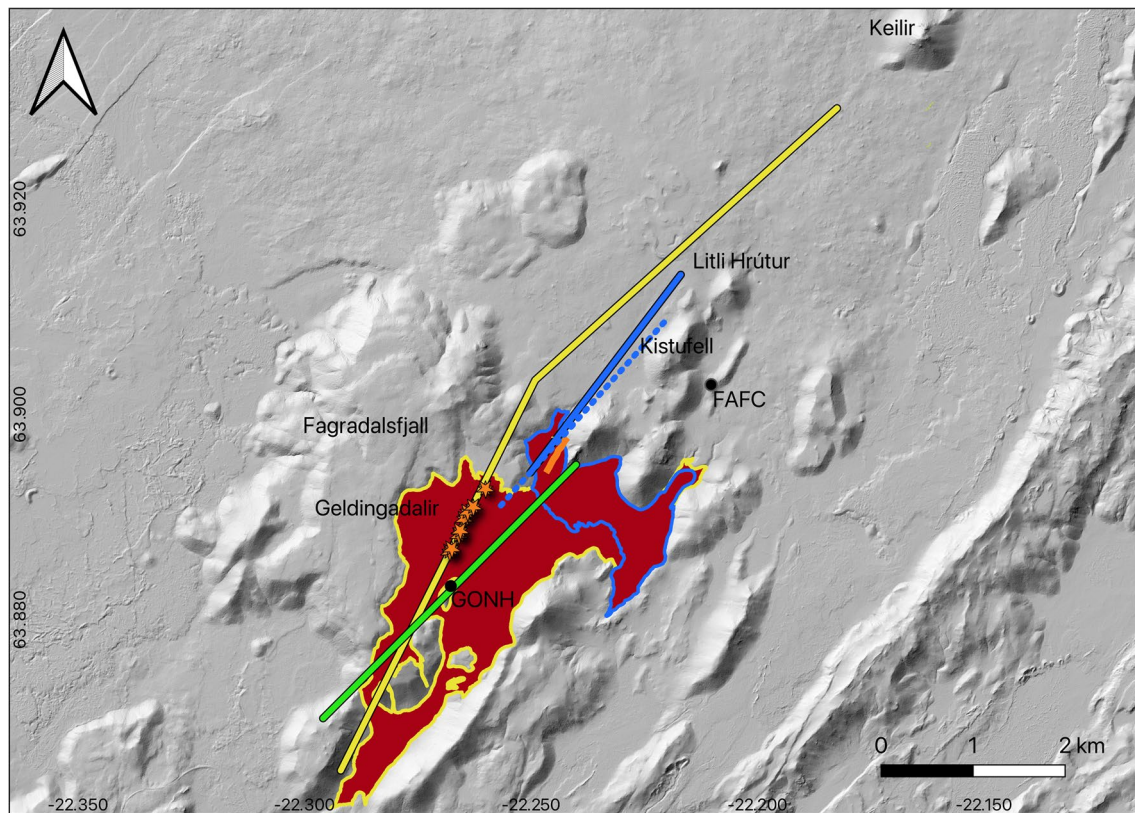 Keilir
63.920
Litli Hrútur
Kistufell
FAFC
63.900
Fagradalsfjall
Geldingadalir
GONH
63.880
0 1 2 km
-22.350 -22.300 -22.250 -22.200 -22.150